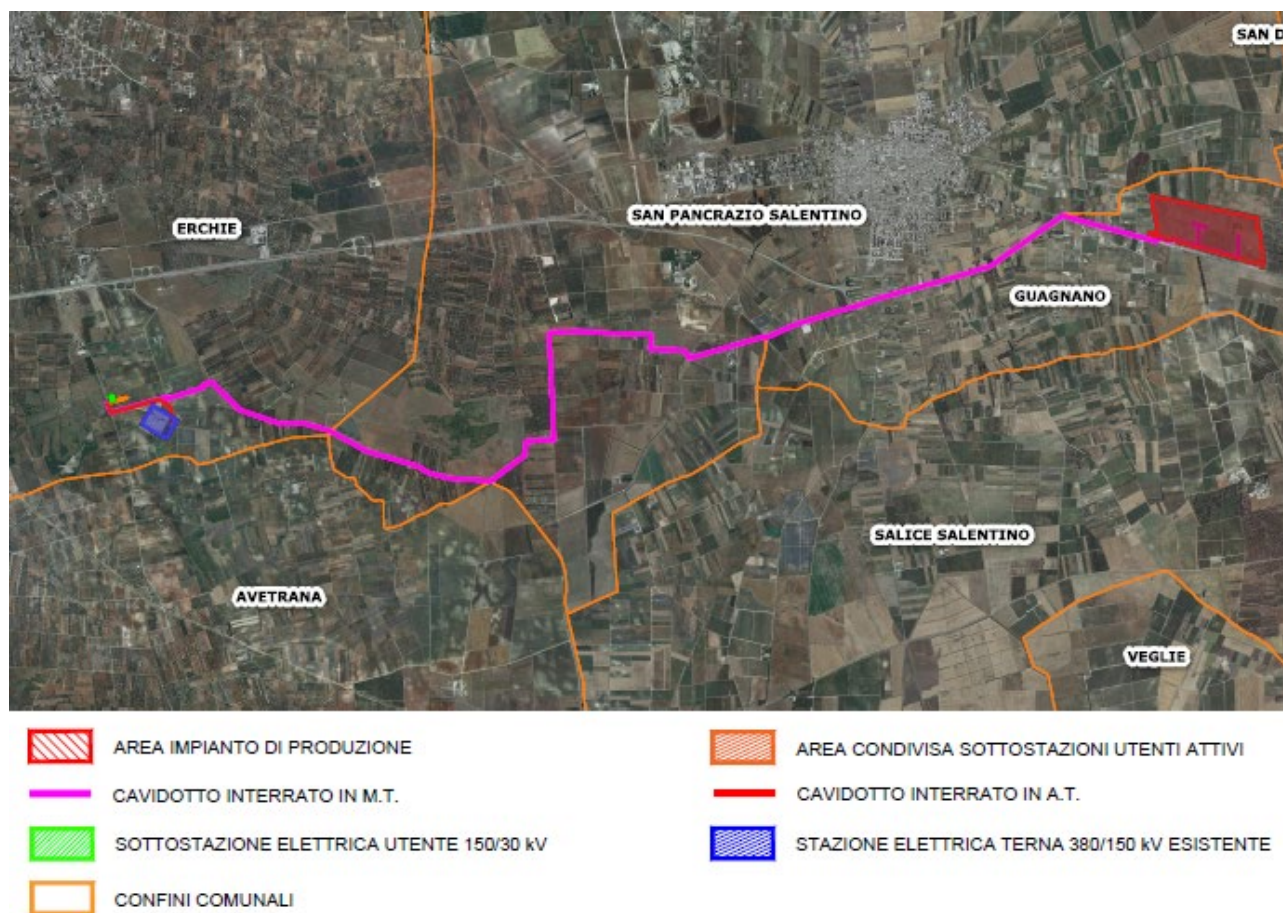 SAN D
ERCHIE
SAN PANCRAZIO SALENTINO
GUAGNANO
SALICE SALENTINO
AVETRANA
VEGLIE
AREA IMPIANTO DI PRODUZIONE
AREA CONDIVISA SOTTOSTAZIONI UTENTI ATTIVI
CAVIDOTTO INTERRATO IN M.T.
CAVIDOTTO INTERRATO IN A.T.
SOTTOSTAZIONE ELETTRICA UTENTE 150/30 kV
STAZIONE ELETTRICA TERNA 380/150 kV ESISTENTE
CONFINI COMUNALI